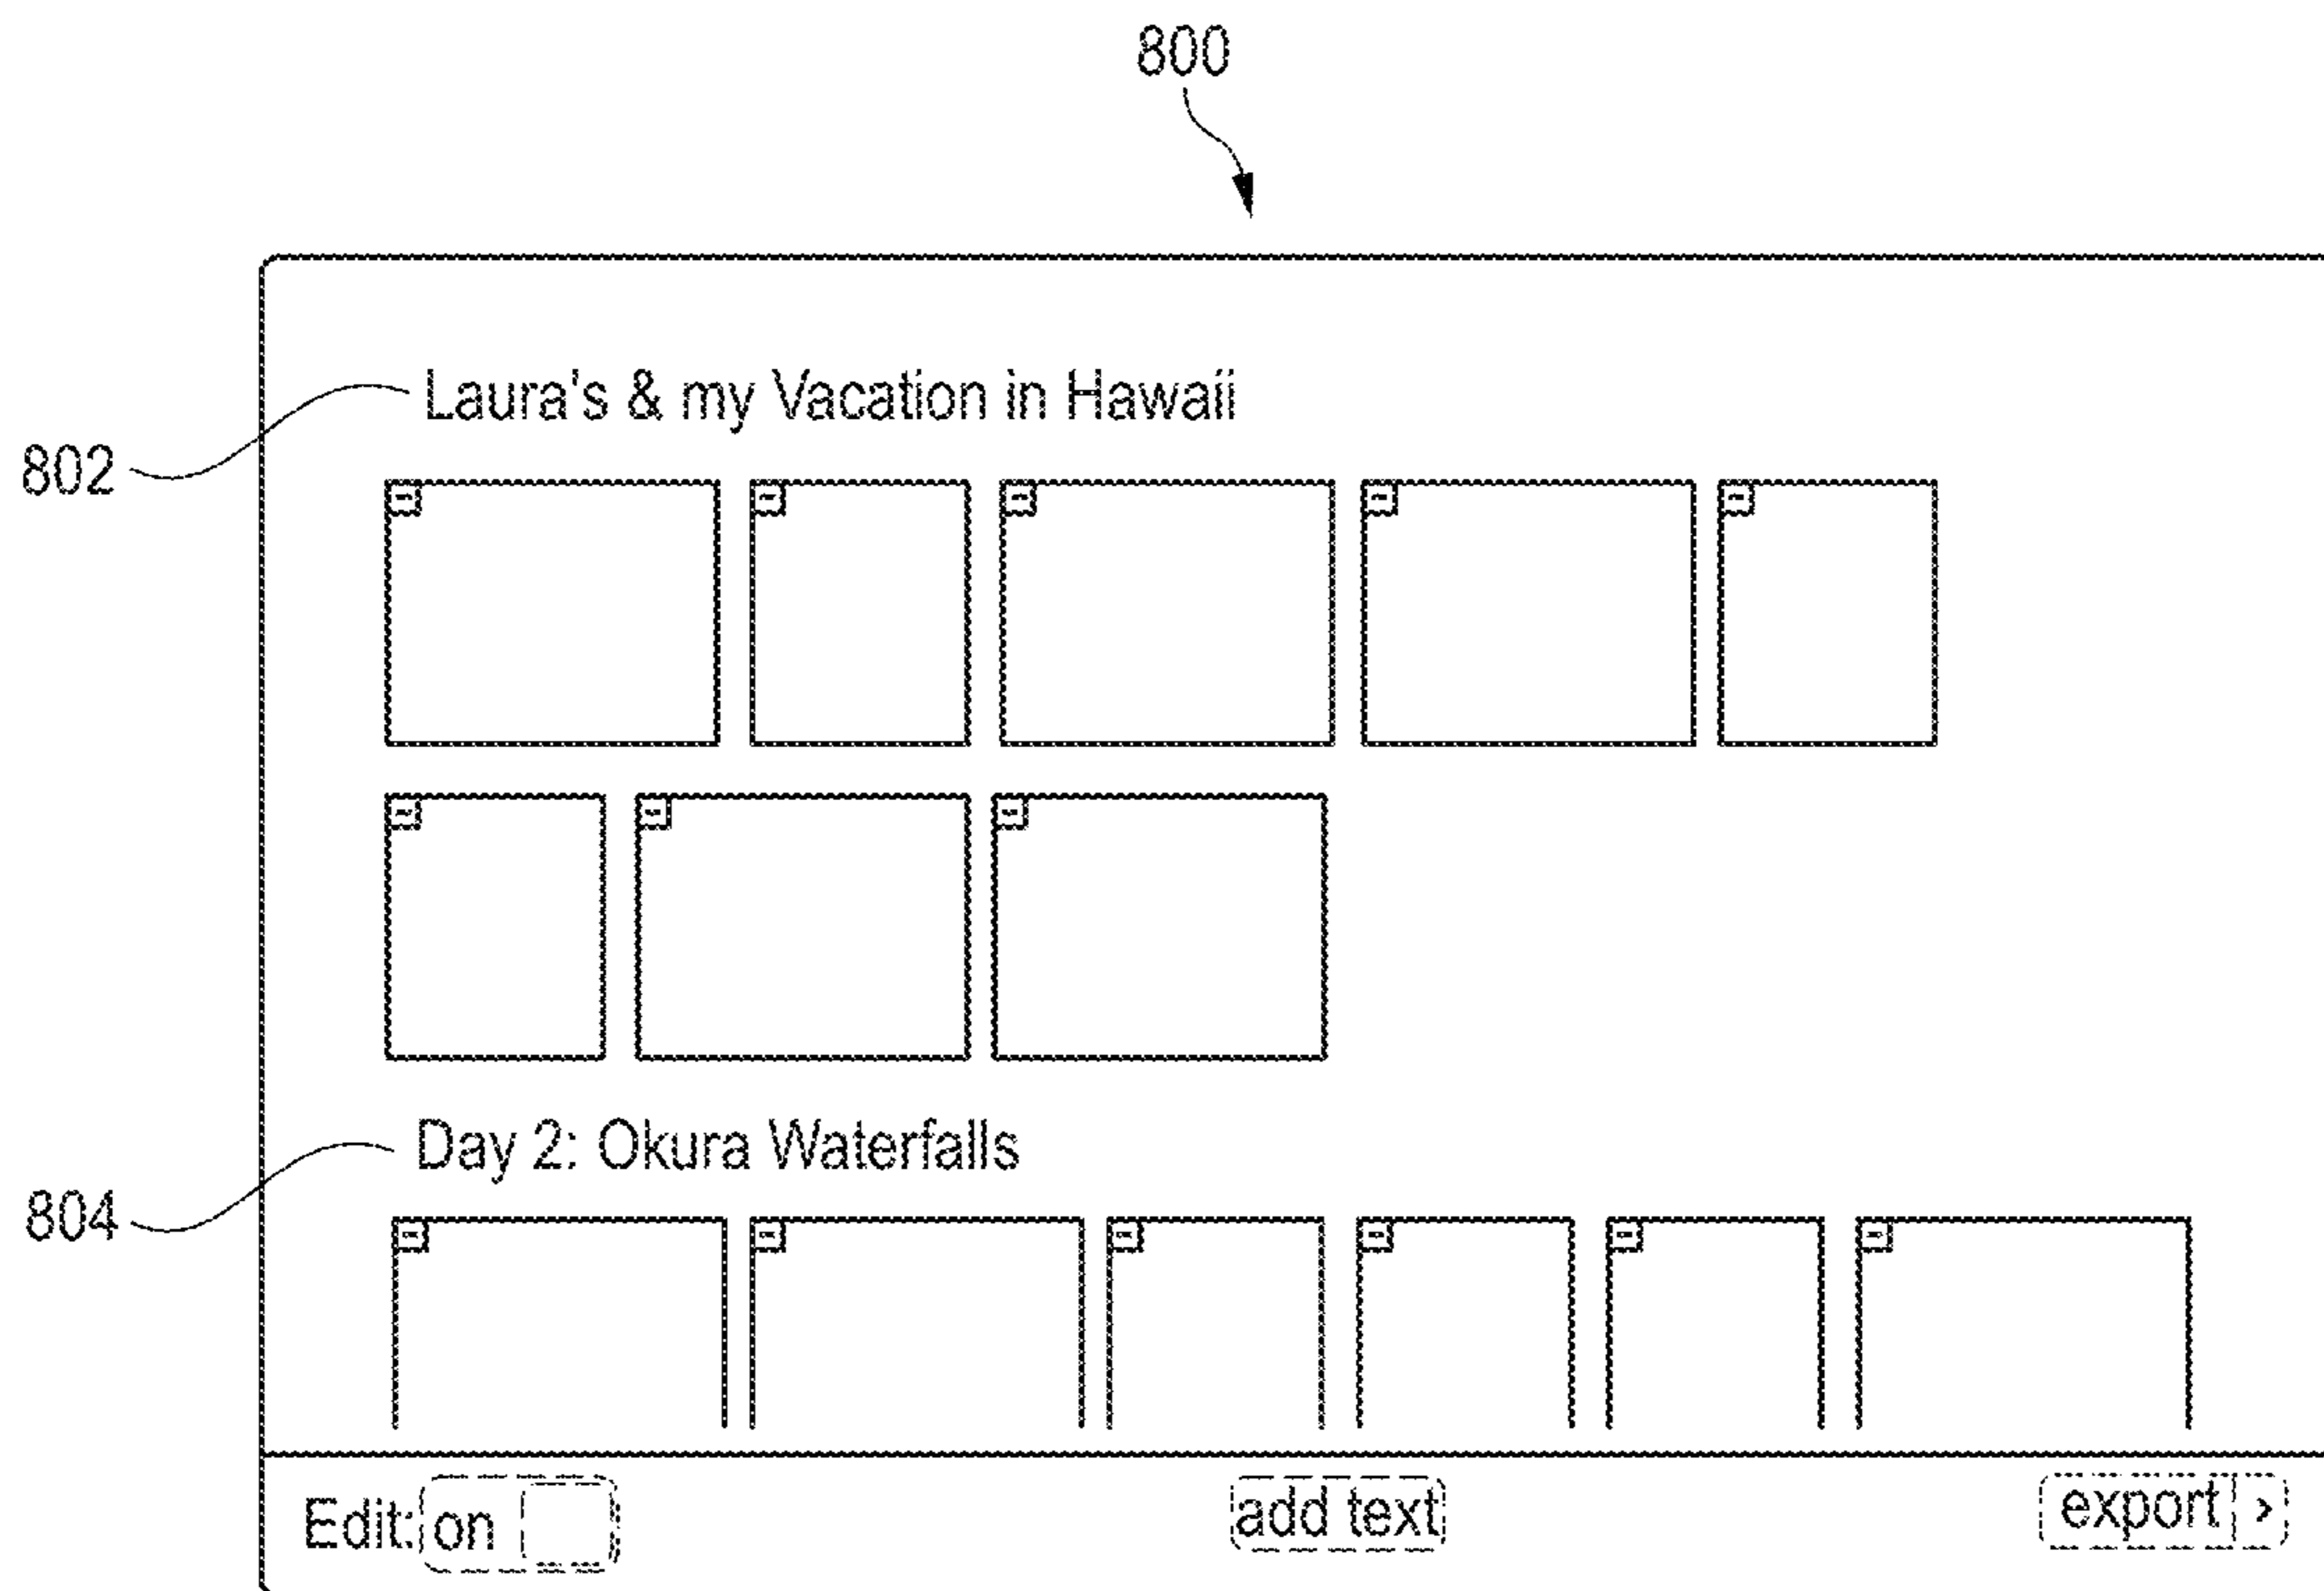 800
Laura's & my Vacation in Hawaii
802
Day 2: Okura Waterfalls
804
Edit: on
add text
export >